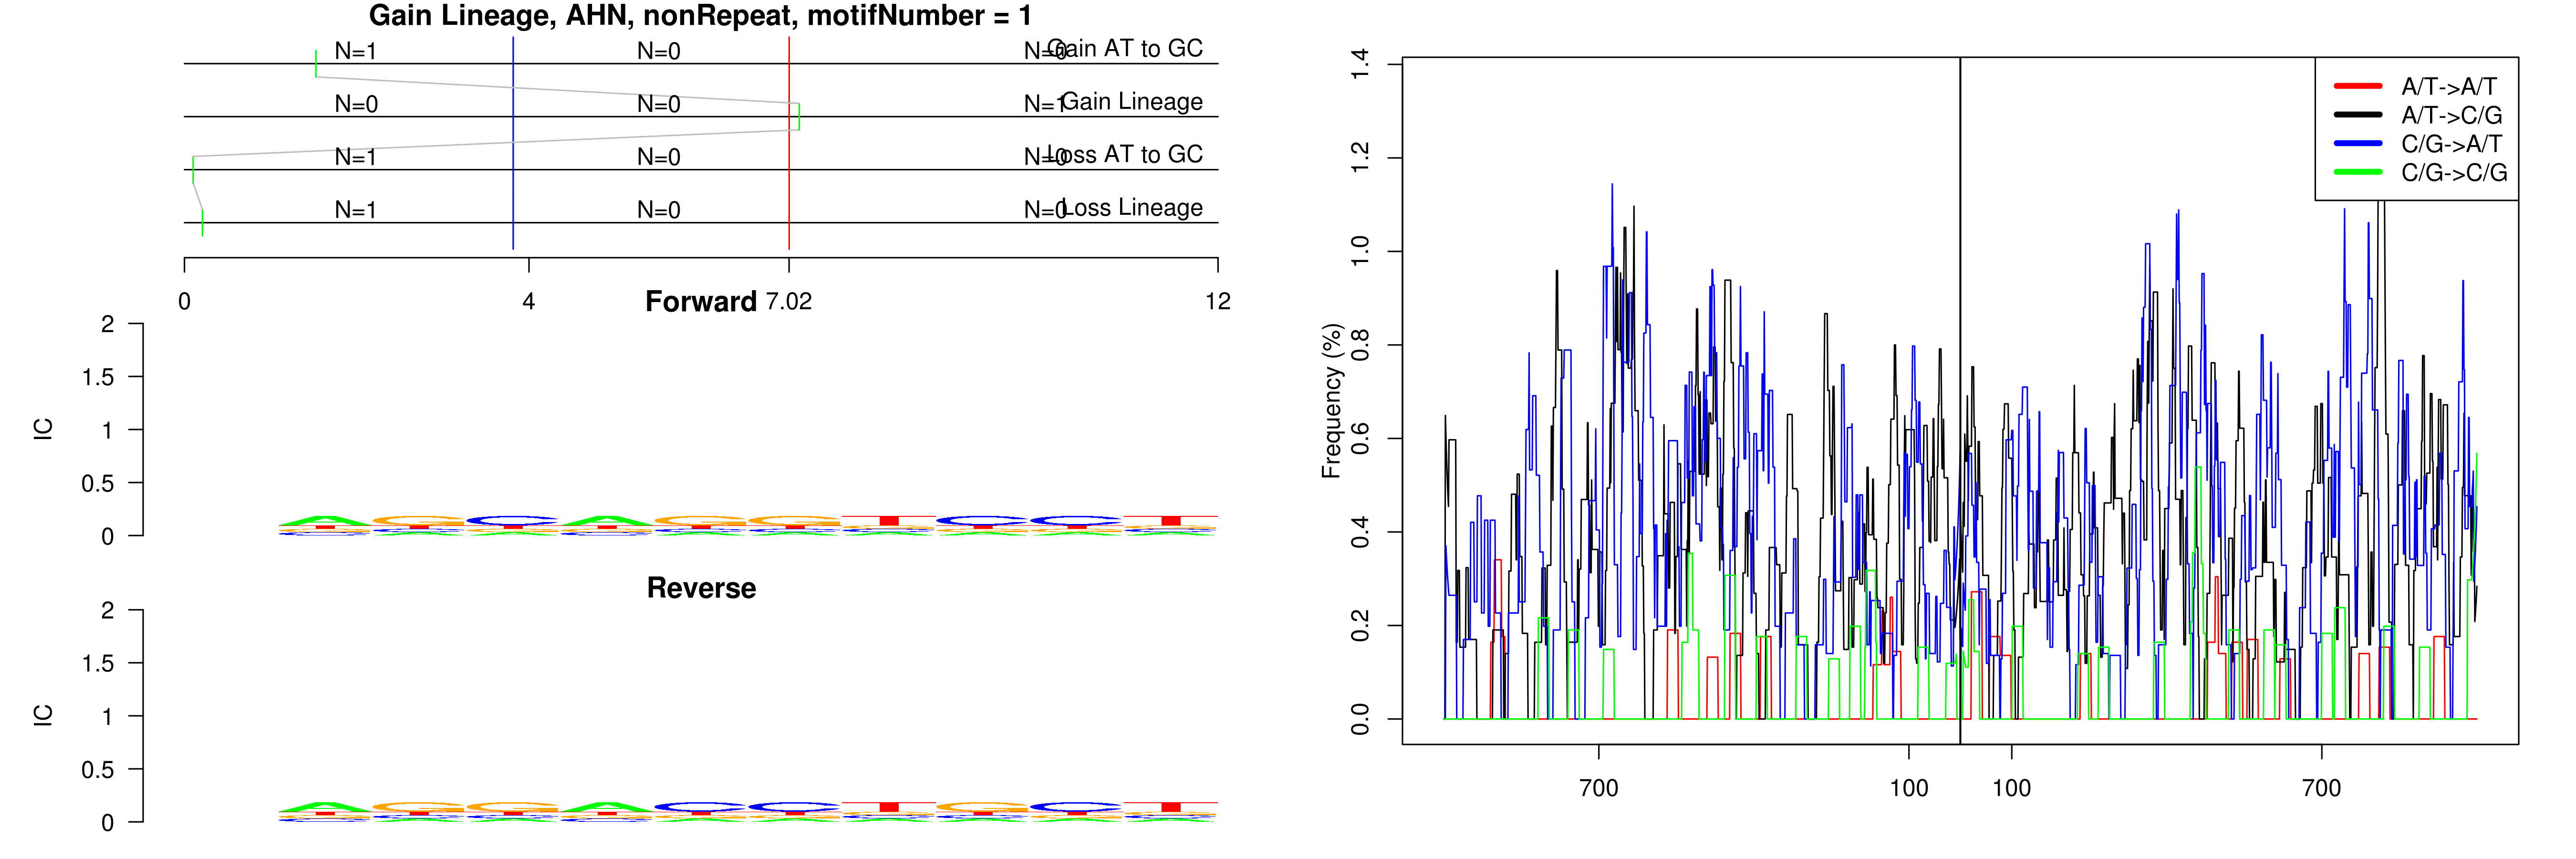 Gain Lineage, AHN, nonRepeat, motifNumber = 1
N=1 N=0 N=0 Gain AT to GC
N=0 N=0 N=1 Gain Lineage
N=1 N=0 N=0 Loss AT to GC
N=1 N=0 N=0 Loss Lineage
0 4 7.02 12
Forward
2
1.5
1
0.5
0
IC
AGCAGGTCCT
Reverse
2
1.5
1
0.5
0
IC
AGGACCTGCT
1.4
1.2
1.0
0.8
0.6
0.4
0.2
0.0
Frequency (%)
A/T->A/T
A/T->C/G
C/G->A/T
C/G->C/G
700 100 100 700